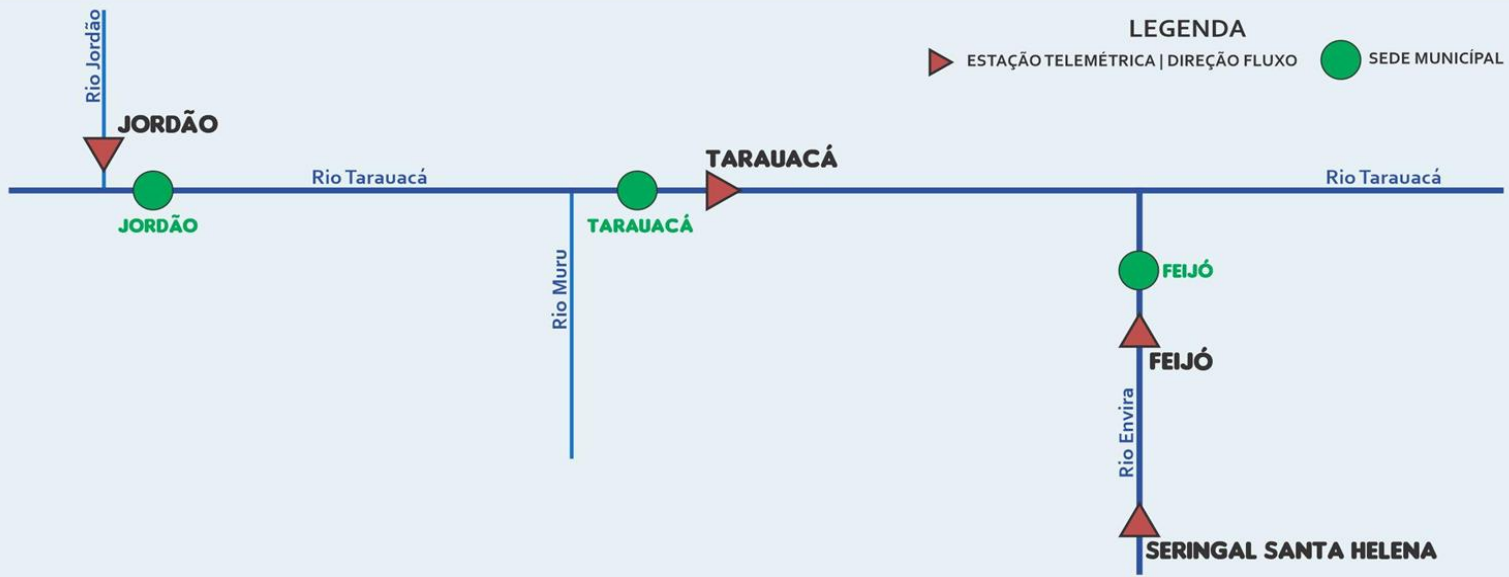 LEGENDA
ESTAÇÃO TELEMÉTRICA | DIREÇÃO FLUXO
SEDE MUNICÍPAL
Rio Jordão
JORDÃO
Rio Tarauacá
JORDÃO
TARAUACÁ
TARAUACÁ
Rio Tarauacá
Rio Muru
FEIJÓ
FEIJÓ
Rio Envira
SERINGAL SANTA HELENA